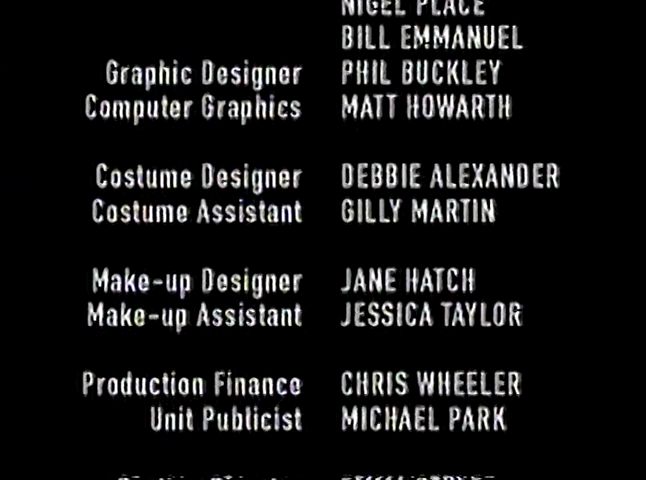 NIGEL PLACE
BILL EMMANUEL
Graphic Designer PHIL BUCKLEY
Computer Graphics MATT HOWARTH
Costume Designer DEBBIE ALEXANDER
Costume Assistant GILLY MARTIN
Make-up Designer JANE HATCH
Make-up Assistant JESSICA TAYLOR
Production Finance CHRIS WHEELER
Unit Publicist MICHAEL PARK